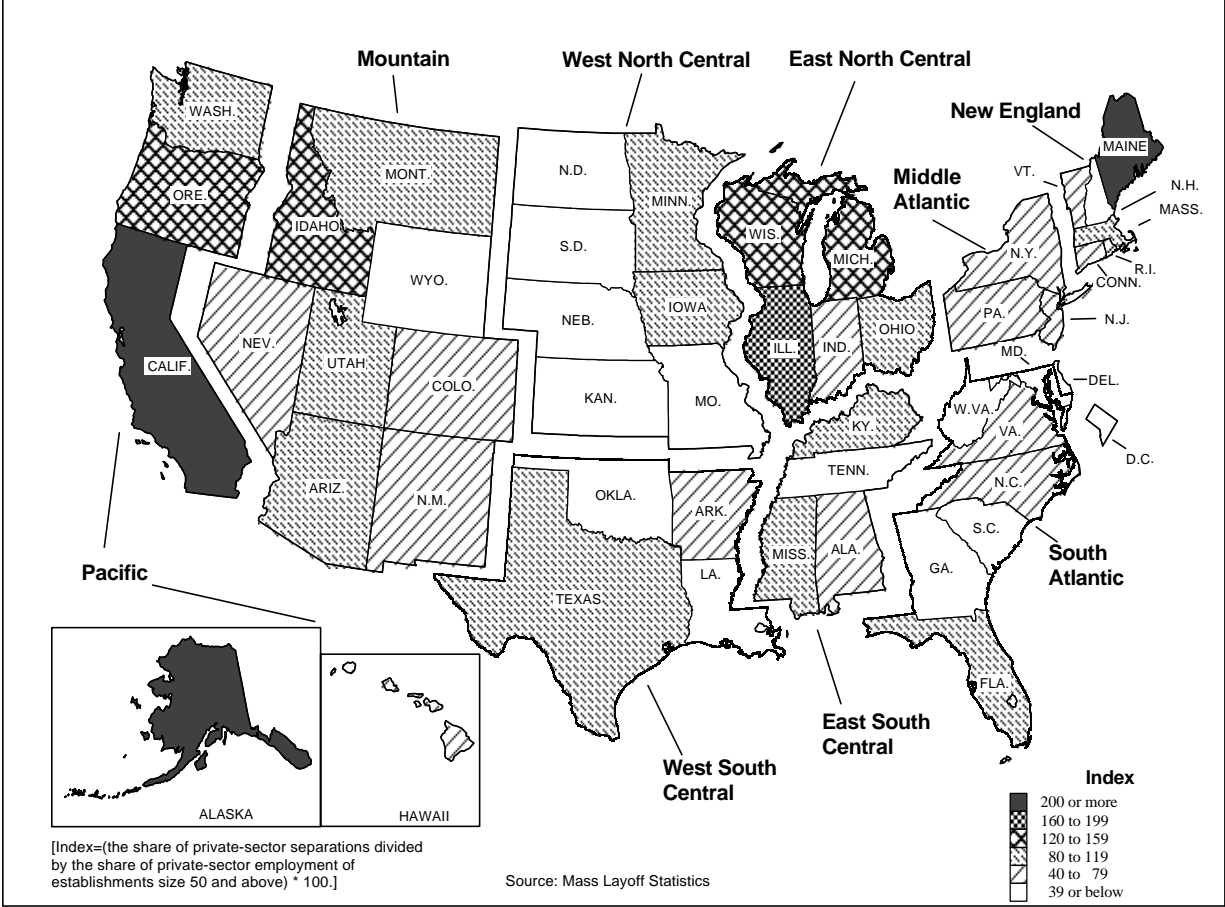 Mountain
West North Central
East North Central
New England
Middle
Atlantic
WASH.
ORE.
IDAHO
MONT.
WYO.
CALIF.
NEV.
UTAH
COLO.
ARIZ.
N.M.
N.D.
S.D.
NEB.
KAN.
MINN.
IOWA
MO.
WIS.
MICH.
ILL.
IND.
OHIO
MAINE
VT.
N.H.
MASS.
R.I.
CONN.
N.Y.
PA.
N.J.
MD.
DEL.
D.C.
W.VA.
VA.
N.C.
S.C.
GA.
FLA.
KY.
TENN.
MISS.
ALA.
OKLA.
ARK.
LA.
TEXAS
Pacific
South
Atlantic
East South
Central
West South
Central
ALASKA
HAWAII
Index
200 or more
160 to 199
120 to 159
80 to 119
40 to 79
39 or below
[Index=(the share of private-sector separations divided
by the share of private-sector employment of
establishments size 50 and above) * 100.]
Source: Mass Layoff Statistics